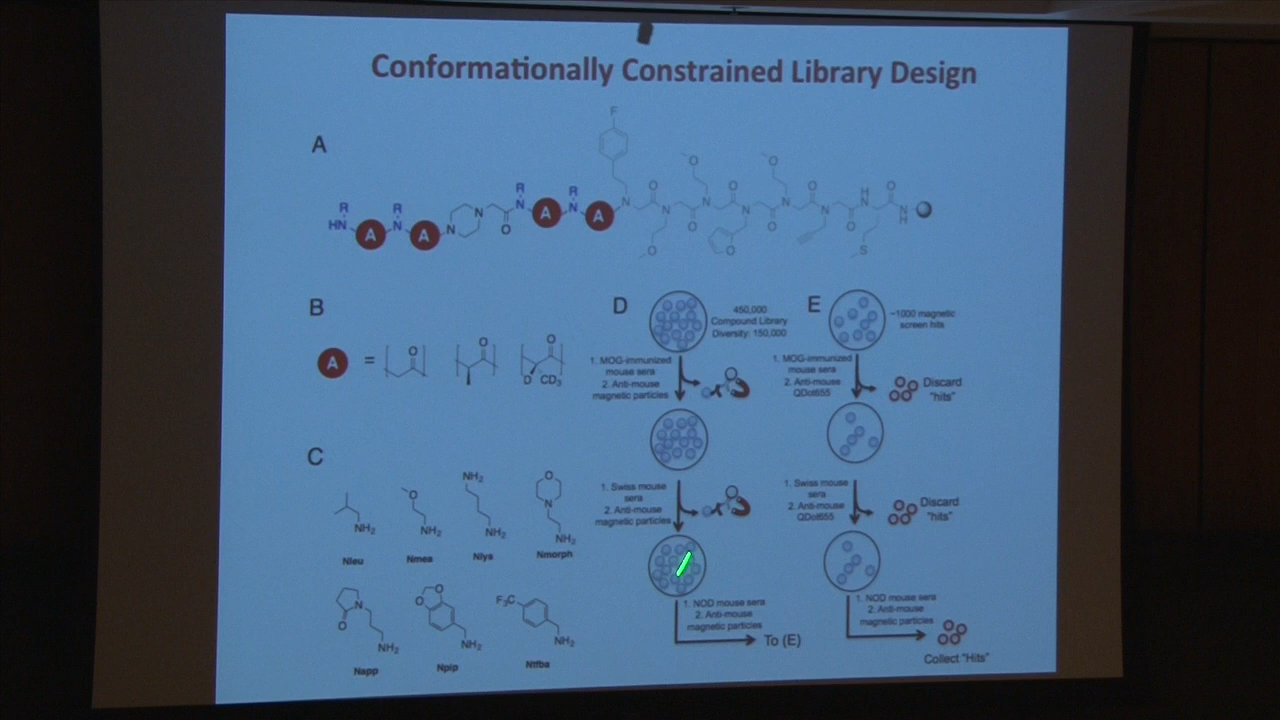 Conformationally Constrained Library Design
A
F
R
HN
A
R
N
A
N
N
O
R
N
A
R
N
A
N
O
N
O
O
O
N
O
N
O
O
O
N
O
N
O
H
N
S
O
N
H
B
A
=
O
O
O
D
CD3
C
NH2
Nleu
O
NH2
Nmea
NH2
NH2
Nlys
O
N
NH2
Nmorph
N
O
NH2
Napp
O
O
NH2
Npip
F3C
NH2
Ntfba
D
450,000
Compound Library
Diversity: 150,000
1. MOG-immunized
mouse sera
2. Anti-mouse
magnetic particles
1. Swiss mouse
sera
2. Anti-mouse
magnetic particles
1. NOD mouse sera
2. Anti-mouse
magnetic particles
To (E)
E
~1000 magnetic
screen hits
1. MOG-immunized
mouse sera
2. Anti-mouse
QDot655
Discard
"hits"
1. Swiss mouse
sera
2. Anti-mouse
QDot655
Discard
"hits"
1. NOD mouse sera
2. Anti-mouse
magnetic particles
Collect "Hits"